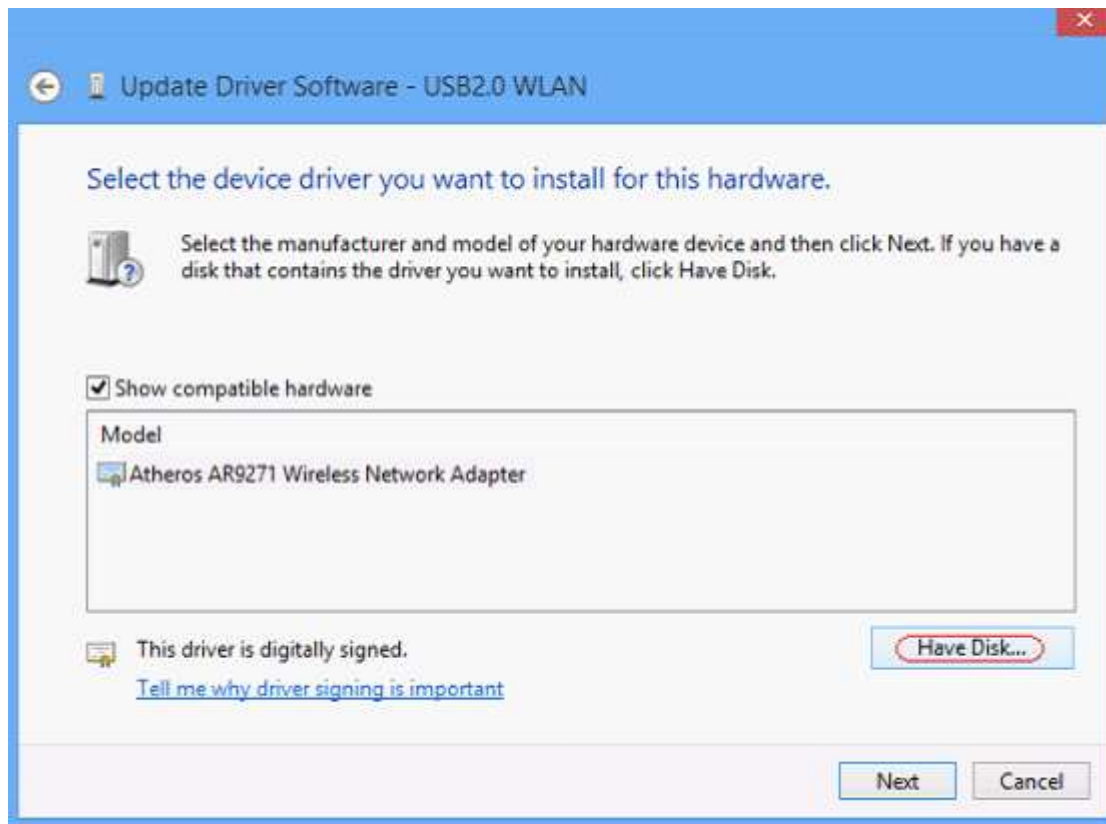 Update Driver Software - USB2.0 WLAN
Select the device driver you want to install for this hardware.
Select the manufacturer and model of your hardware device and then click Next. If you have a
disk that contains the driver you want to install, click Have Disk.
Show compatible hardware
Model
Atheros AR9271 Wireless Network Adapter
This driver is digitally signed.
Have Disk...
Tell me why driver signing is important
Next
Cancel